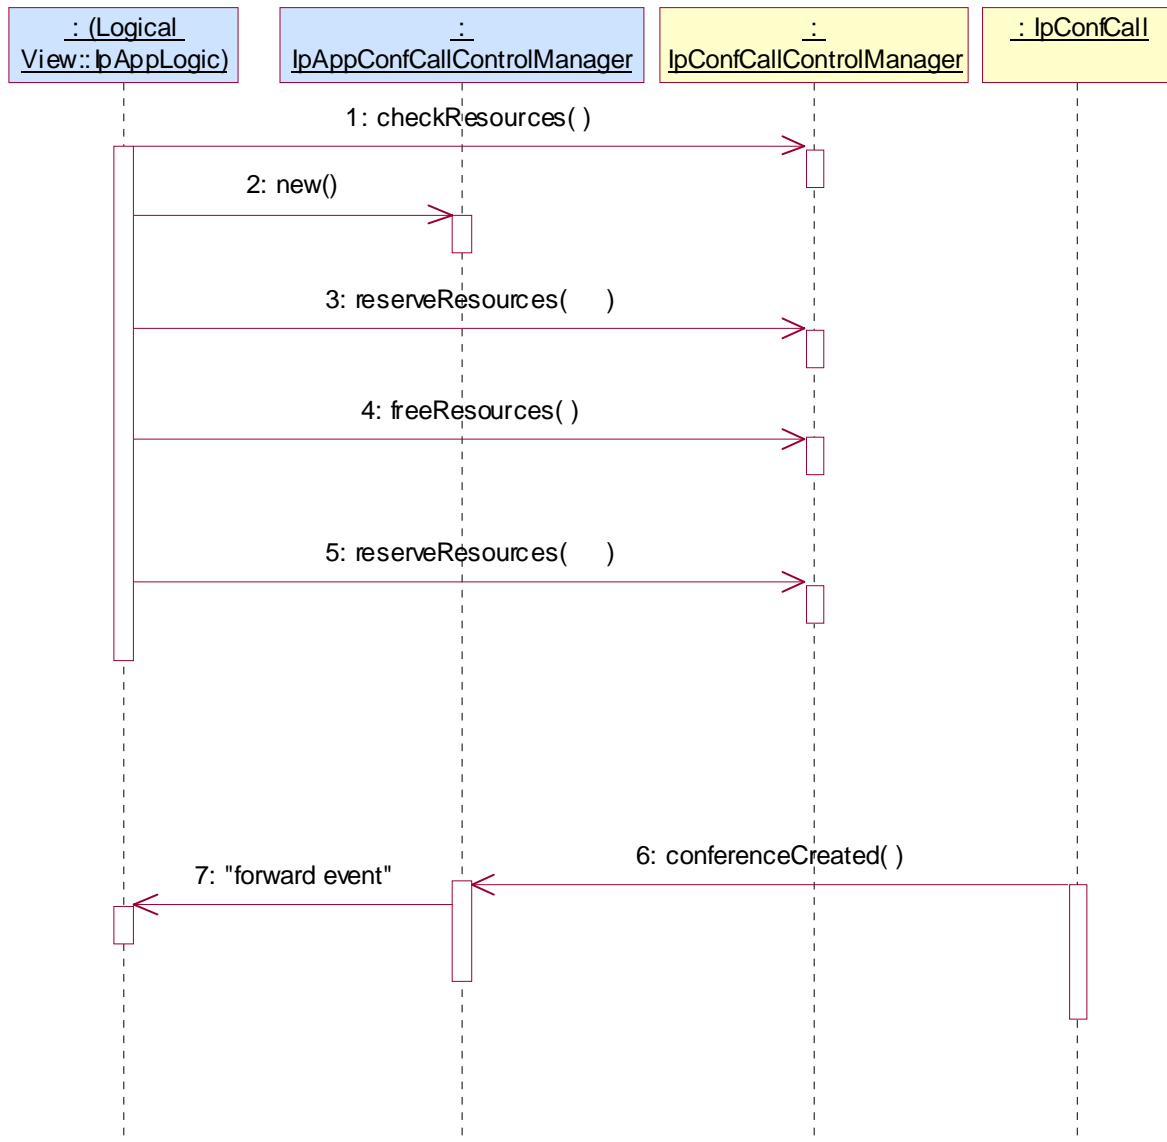 : (Logical
View::IpAppLogic)
:
IpAppConfCallControlManager
:
IpConfCallControlManager
: IpConfCall
1: checkResources( )
2: new()
3: reserveResources( )
4: freeResources( )
5: reserveResources( )
6: conferenceCreated( )
7: "forward event"